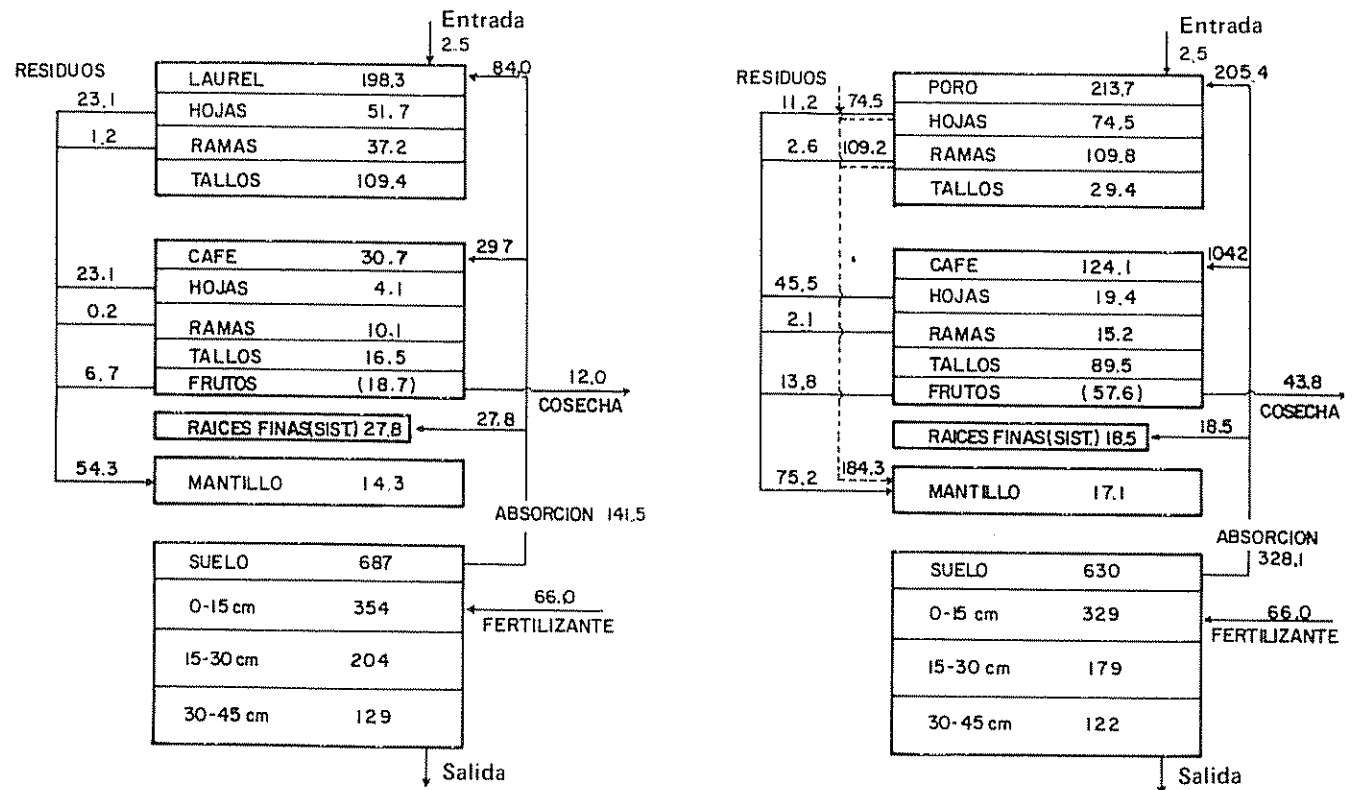 Entrada
2.5
RESIDUOS
84.0
LAUREL 198.3
23.1
HOJAS 51.7
1.2
RAMAS 37.2
TALLOS 109.4
29.7
CAFE 30.7
23.1
HOJAS 4.1
0.2
RAMAS 10.1
TALLOS 16.5
6.7
FRUTOS (18.7)
12.0
COSECHA
RAICES FINAS(SIST.) 27.8
27.8
54.3
MANTILLO 14.3
ABSORCION 141.5
SUELO 687
0-15 cm 354
66.0
FERTILIZANTE
15-30 cm 204
30-45 cm 129
Salida
Entrada
2.5
RESIDUOS
205.4
PORO 213.7
11.2
74.5
HOJAS 74.5
2.6
109.2
RAMAS 109.8
TALLOS 29.4
1042
CAFE 124.1
45.5
HOJAS 19.4
2.1
RAMAS 15.2
TALLOS 89.5
13.8
FRUTOS (57.6)
43.8
COSECHA
RAICES FINAS(SIST.) 18.5
18.5
184.3
75.2
MANTILLO 17.1
ABSORCION
328.1
SUELO 630
0-15 cm 329
66.0
FERTILIZANTE
15-30 cm 179
30-45 cm 122
Salida